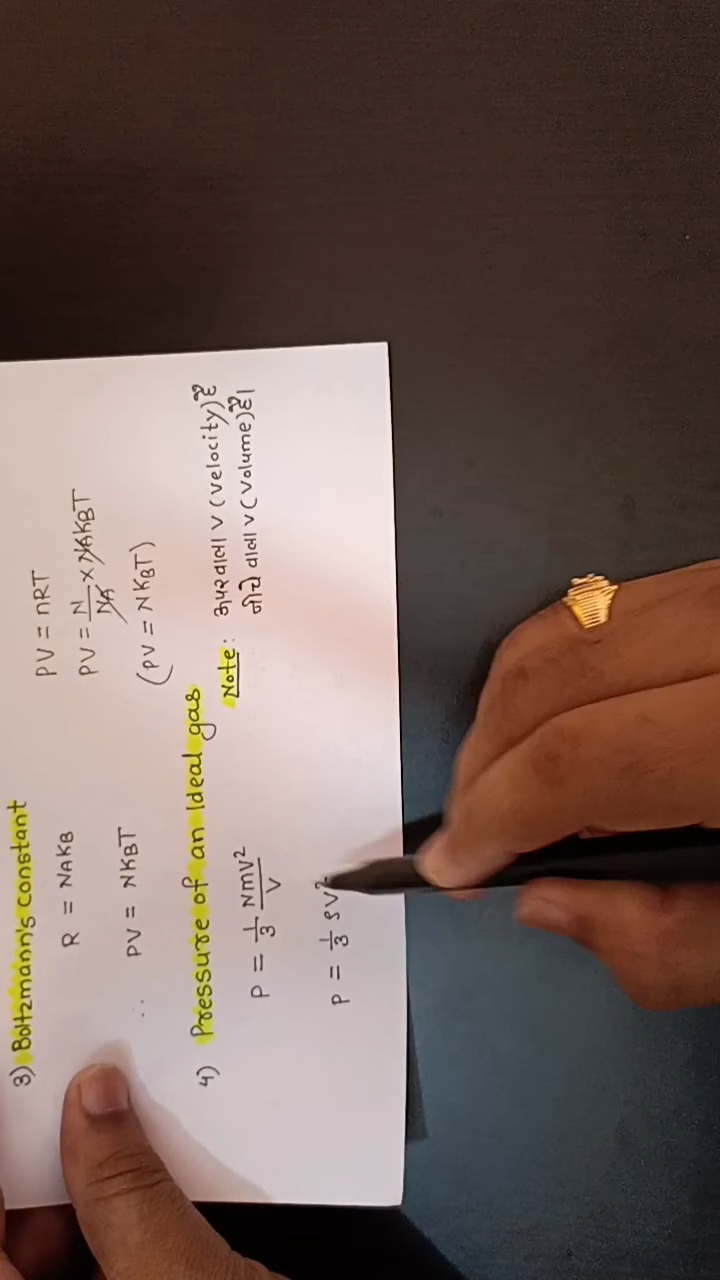 3) Boltzmann's constant
R = NAKB
∴ PV = NKBT
PV = nRT
PV = N/NA × NAKBT
(PV = NKBT)
4) Pressure of an Ideal gas
P = 1/3 Nmv²/V
P = 1/3 ρv²
Note: ऊपर वाला v (velocity) है
नीचे वाला v (volume) है।